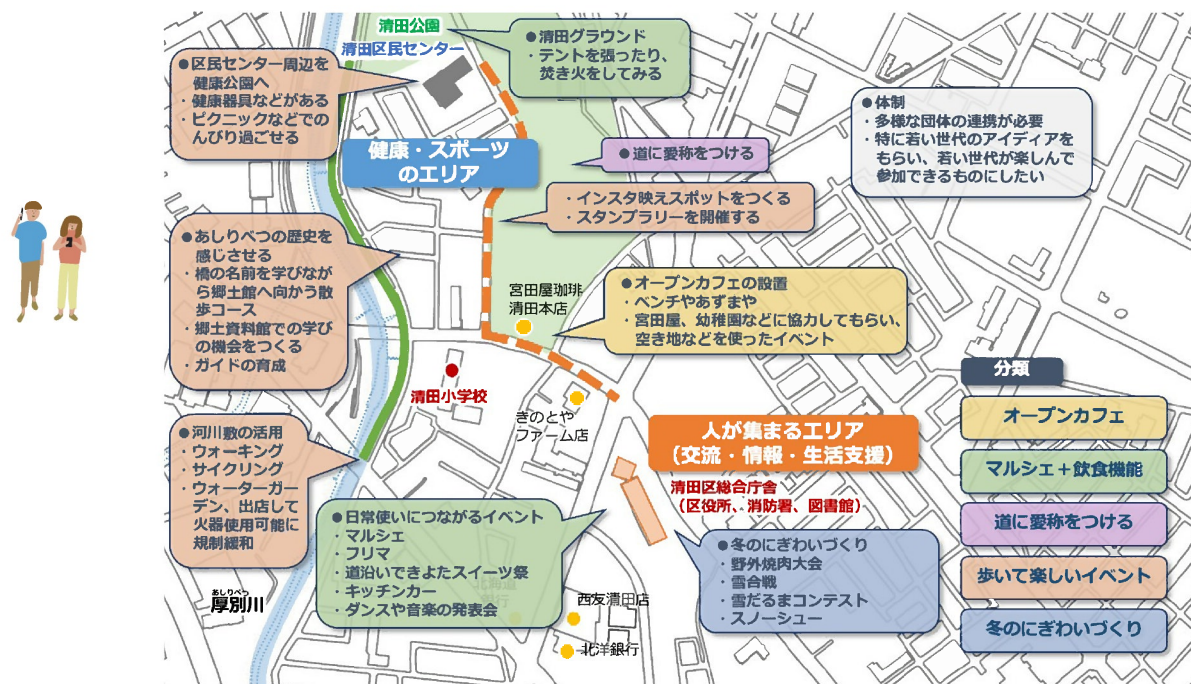 清田公園
清田区民センター
●清田グラウンド
・テントを張ったり、
焚き火をしてみる
●区民センター周辺を
健康公園へ
・健康器具などがある
・ピクニックなどでの
んびり過ごせる
●体制
・多様な団体の連携が必要
・特に若い世代のアイディアを
もらい、若い世代が楽しんで
参加できるものにしたい
健康・スポーツ
のエリア
●道に愛称をつける
・インスタ映えスポットをつくる
・スタンプラリーを開催する
●あしりべつの歴史を
感じさせる
・橋の名前を学びなが
ら郷土館へ向かう散
歩コース
・郷土資料館での学び
の機会をつくる
・ガイドの育成
宮田屋珈琲
清田本店
●オープンカフェの設置
・ベンチやあずまや
・宮田屋、幼稚園などに協力してもらい、
空き地などを使ったイベント
清田小学校
きのとや
ファーム店
分類
オープンカフェ
マルシェ＋飲食機能
道に愛称をつける
歩いて楽しいイベント
冬のにぎわいづくり
人が集まるエリア
（交流・情報・生活支援）
清田区総合庁舎
（区役所、消防署、図書館）
●河川敷の活用
・ウォーキング
・サイクリング
・ウォーターガー
デン、出店して
火器使用可能に
規制緩和
●日常使いにつながるイベント
・マルシェ
・フリマ
・道沿いできよたスイーツ祭
・キッチンカー
・ダンスや音楽の発表会
●冬のにぎわいづくり
・野外焼肉大会
・雪合戦
・雪だるまコンテスト
・スノーシュー
あしりべつ
厚別川
西友清田店
北洋銀行